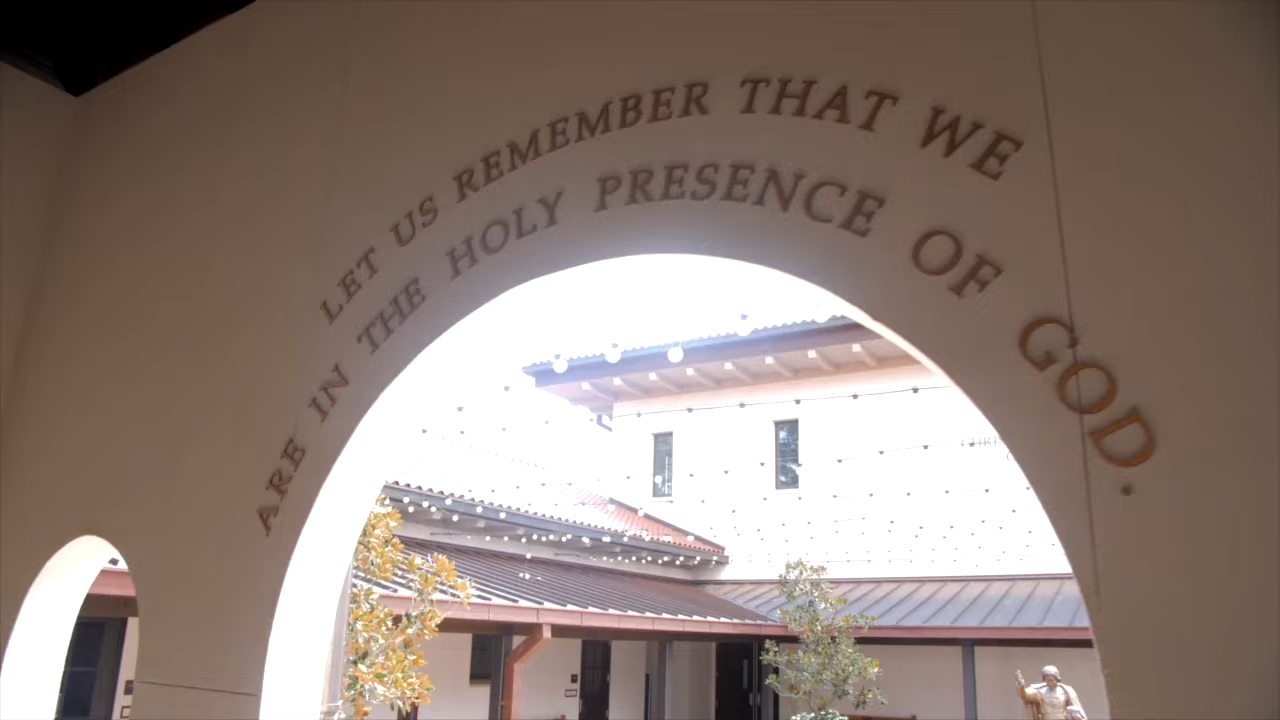 LET US REMEMBER THAT WE
ARE IN THE HOLY PRESENCE OF GOD.